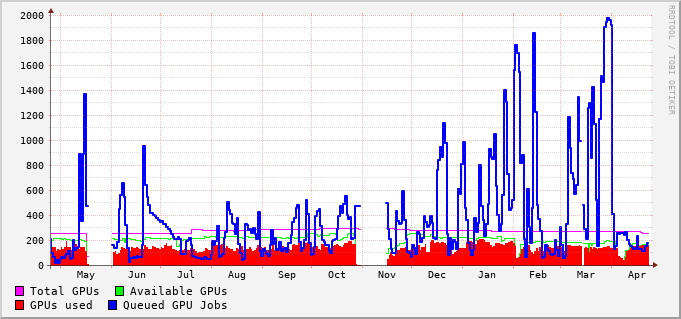 2000
1800
1600
1400
1200
1000
800
600
400
200
0
May Jun Jul Aug Sep Oct Nov Dec Jan Feb Mar Apr
Total GPUs Available GPUs
GPUs used Queued GPU Jobs
RRDTOOL / TOBI OETIKER